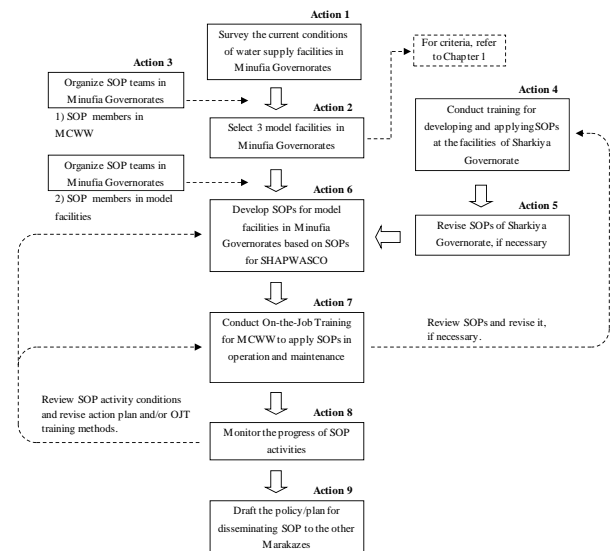 Action 1
Survey the current conditions
of water supply facilities in
Minufia Governorates
For criteria, refer
to Chapter 1
Action 3
Organize SOP teams in
Minufia Governorates
1) SOP members in
MCWW
Action 2
Select 3 model facilities in
Minufia Governorates
Action 4
Conduct training for
developing and applying SOPs
at the facilities of Sharkiya
Governorate
Organize SOP teams in
Minufia Governorates
2) SOP members in model
facilities
Action 6
Develop SOPs for model
facilities in Minufia
Governorates based on SOPs
for SHAPWASCO
Action 5
Revise SOPs of Sharkiya
Governorate, if necessary
Action 7
Conduct On-the-Job Training
for MCWW to apply SOPs in
operation and maintenance
Review SOPs and revise it,
if necessary.
Review SOP activity conditions
and revise action plan and/or OJT
training methods.
Action 8
Monitor the progress of SOP
activities
Action 9
Draft the policy/plan for
disseminating SOP to the other
Marakazes